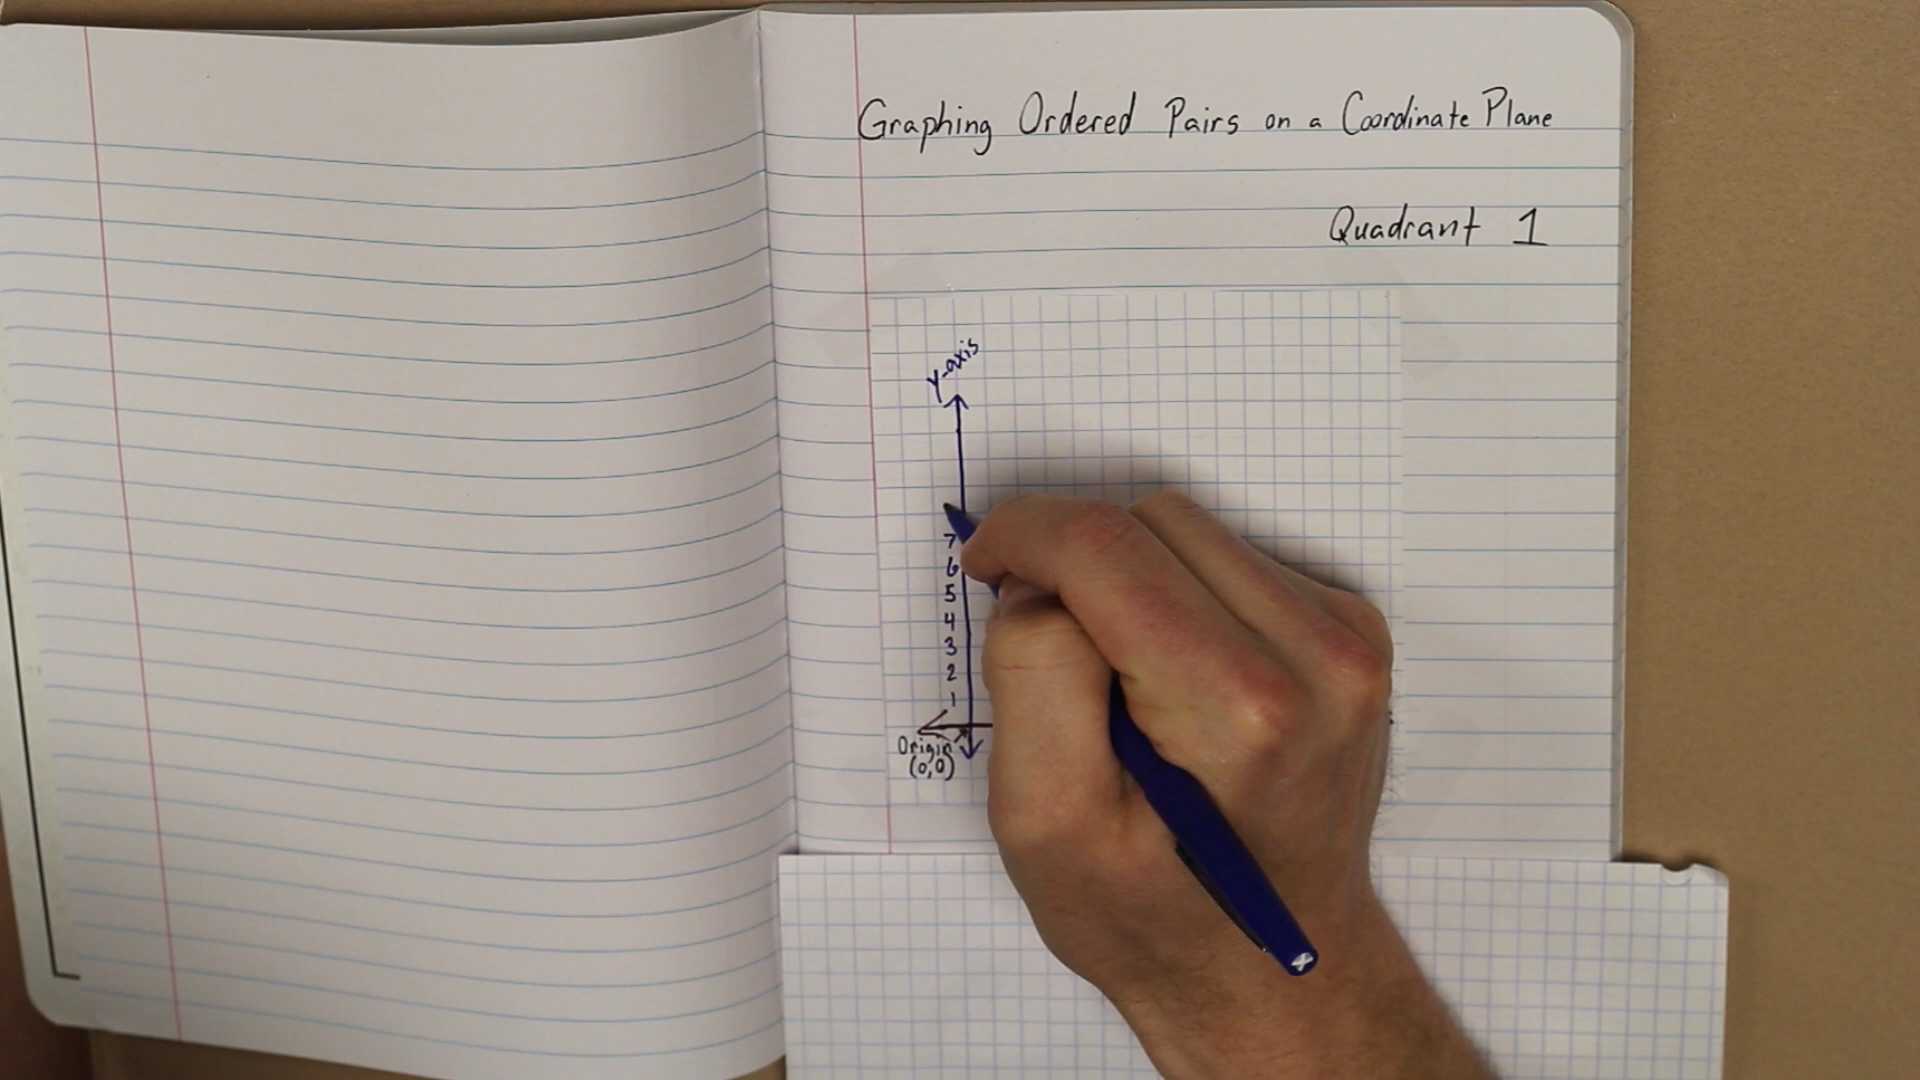 Graphing Ordered Pairs on a Coordinate Plane
Quadrant 1
y-axis
7
6
5
4
3
2
1
Origin
(0,0)